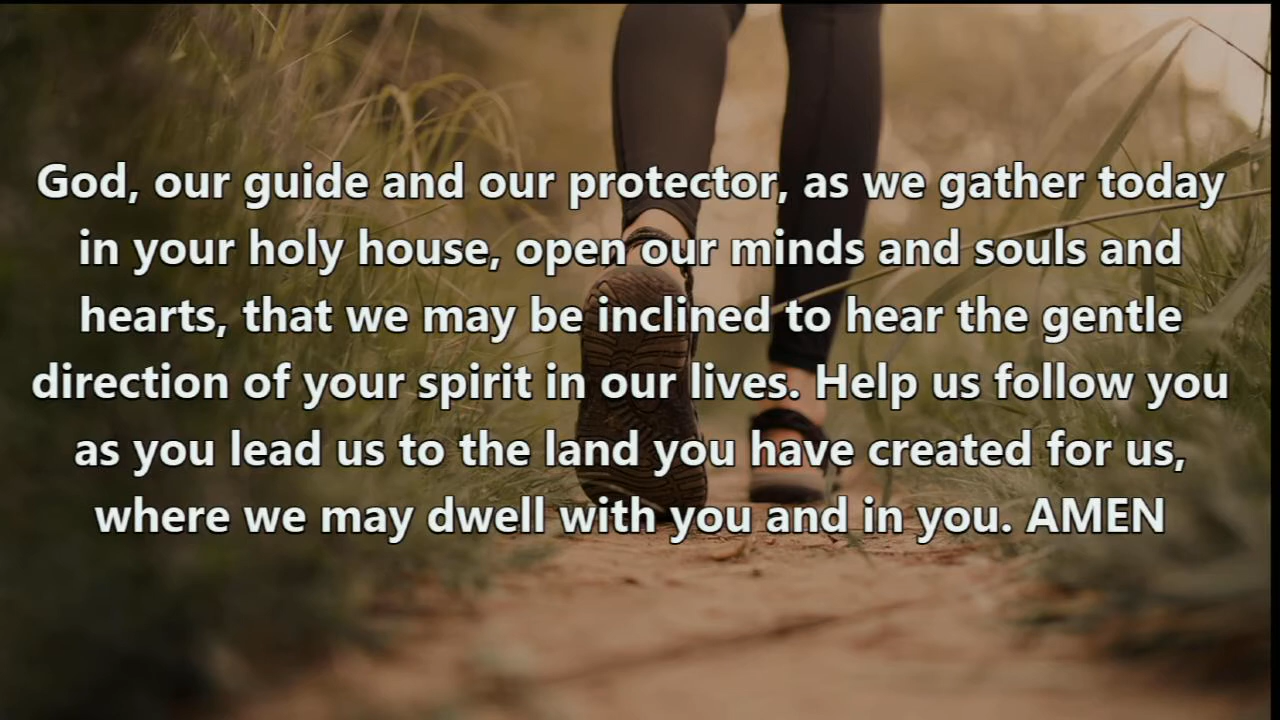 God, our guide and our protector, as we gather today
in your holy house, open our minds and souls and
hearts, that we may be inclined to hear the gentle
direction of your spirit in our lives. Help us follow you
as you lead us to the land you have created for us,
where we may dwell with you and in you. AMEN